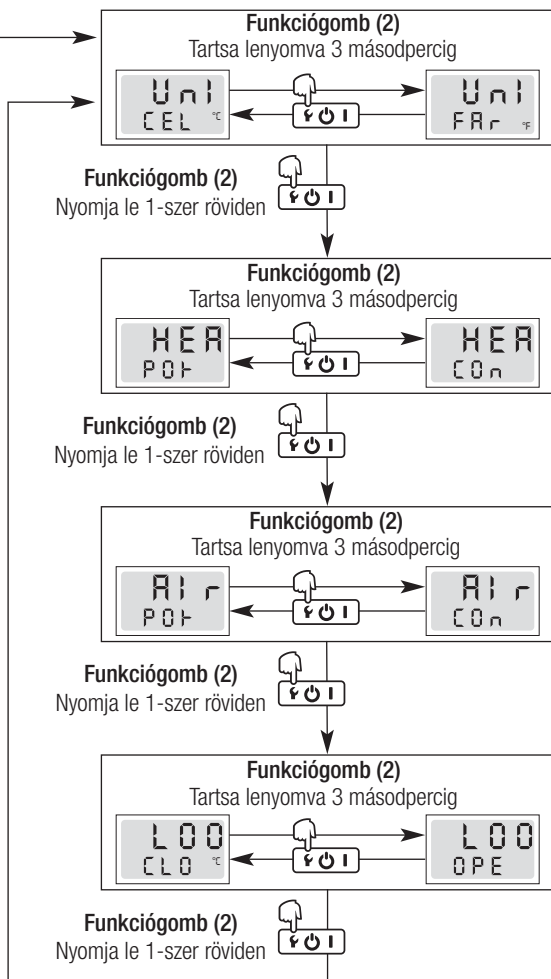 Funkciógomb (2)
Tartsa lenyomva 3 másodpercig
Uni Uni
CEL °C FAr °F
Funkciógomb (2)
Nyomja le 1-szer röviden
Funkciógomb (2)
Tartsa lenyomva 3 másodpercig
HEA HEA
POt COn
Funkciógomb (2)
Nyomja le 1-szer röviden
Funkciógomb (2)
Tartsa lenyomva 3 másodpercig
AIr AIr
POt COn
Funkciógomb (2)
Nyomja le 1-szer röviden
Funkciógomb (2)
Tartsa lenyomva 3 másodpercig
LOO LOO
CLO °C OPE
Funkciógomb (2)
Nyomja le 1-szer röviden